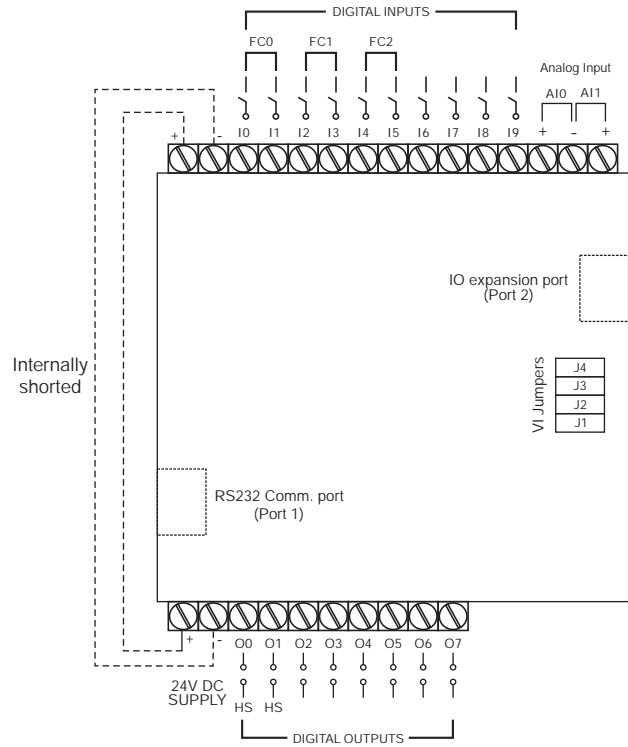 DIGITAL INPUTS
FC0 FC1 FC2
Analog Input
AI0 AI1
+ - I0 I1 I2 I3 I4 I5 I6 I7 I8 I9 + – +
IO expansion port
(Port 2)
Internally
shorted
VI Jumpers
J4
J3
J2
J1
RS232 Comm. port
(Port 1)
+ - O0 O1 O2 O3 O4 O5 O6 O7
24V DC
SUPPLY
HS HS
DIGITAL OUTPUTS